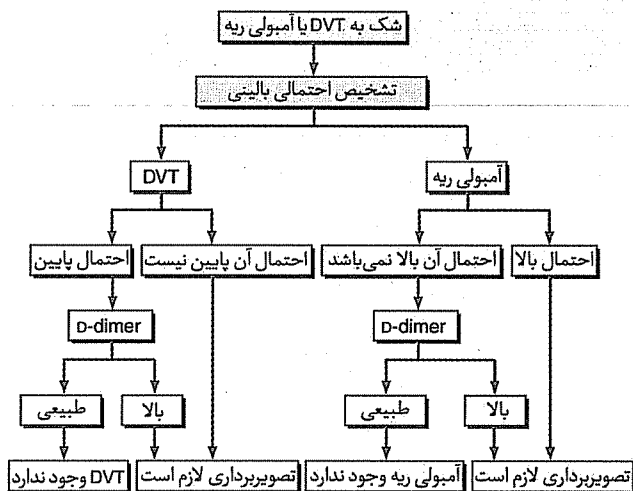 شک به DVT یا آمبولی ریه
تشخیص احتمالی بالینی
آمبولی ریه
DVT
احتمال بالا
احتمال آن بالا نمی‌باشد
احتمال آن پایین نیست
احتمال پایین
D-dimer
D-dimer
بالا
طبیعی
بالا
طبیعی
تصویربرداری لازم است
آمبولی ریه وجود ندارد
تصویربرداری لازم است
DVT وجود ندارد